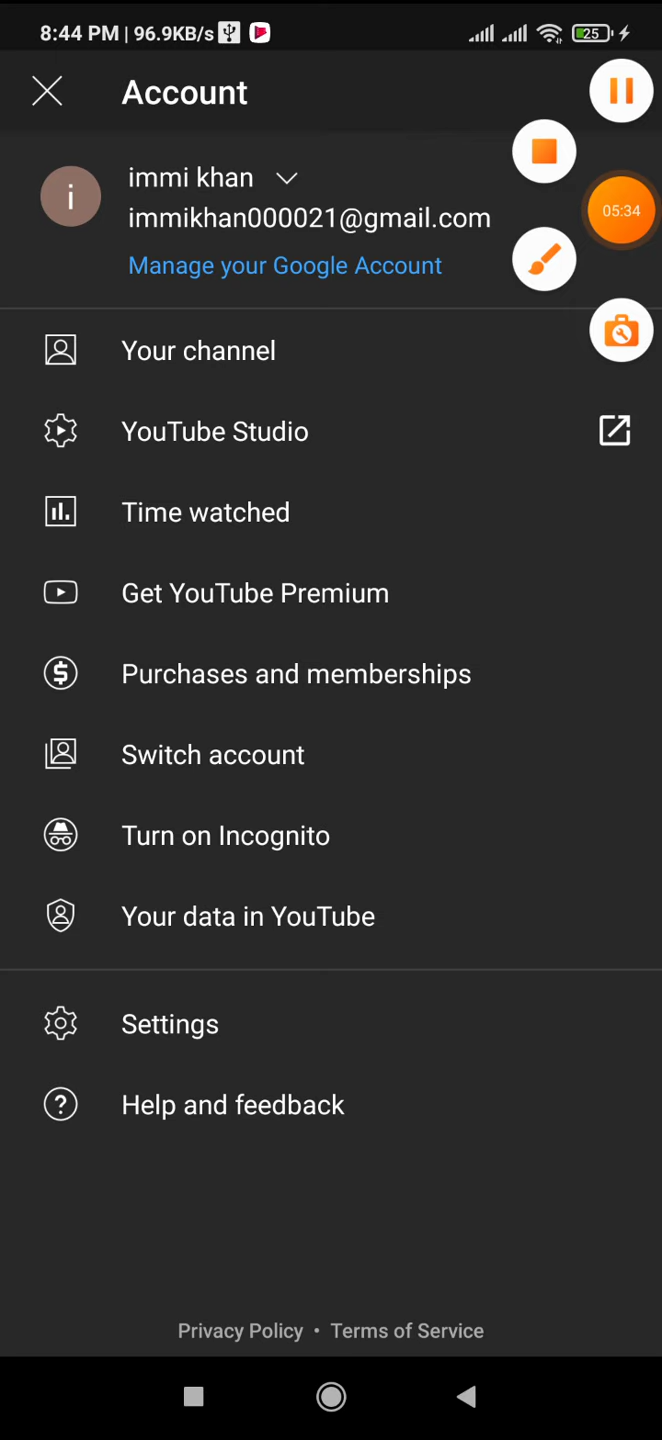 8:44 PM | 96.9KB/s 25
Account
immi khan
i
immikhan000021@gmail.com
05:34
Manage your Google Account
Your channel
YouTube Studio
Time watched
Get YouTube Premium
Purchases and memberships
Switch account
Turn on Incognito
Your data in YouTube
Settings
Help and feedback
Privacy Policy • Terms of Service